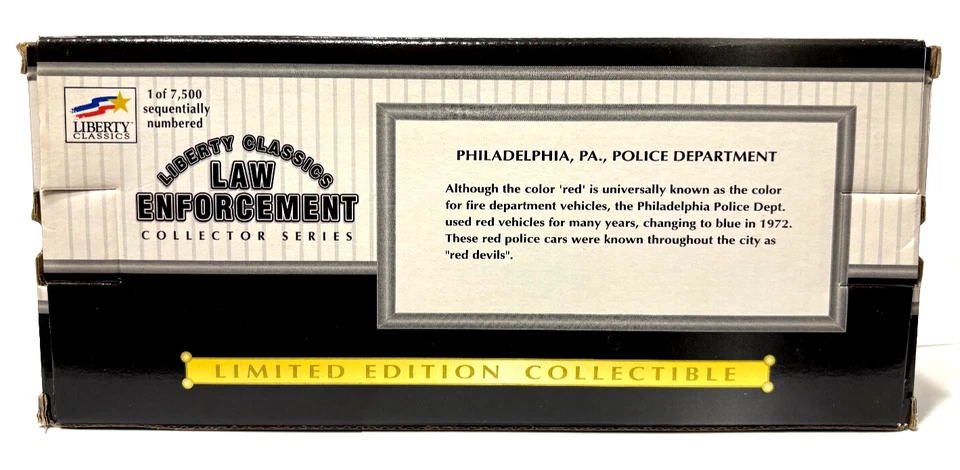 LIBERTY™
CLASSICS
1 of 7,500
sequentially
numbered
LIBERTY CLASSICS
LAW
ENFORCEMENT
COLLECTOR SERIES
PHILADELPHIA, PA., POLICE DEPARTMENT
Although the color 'red' is universally known as the color
for fire department vehicles, the Philadelphia Police Dept.
used red vehicles for many years, changing to blue in 1972.
These red police cars were known throughout the city as
"red devils".
LIMITED EDITION COLLECTIBLE